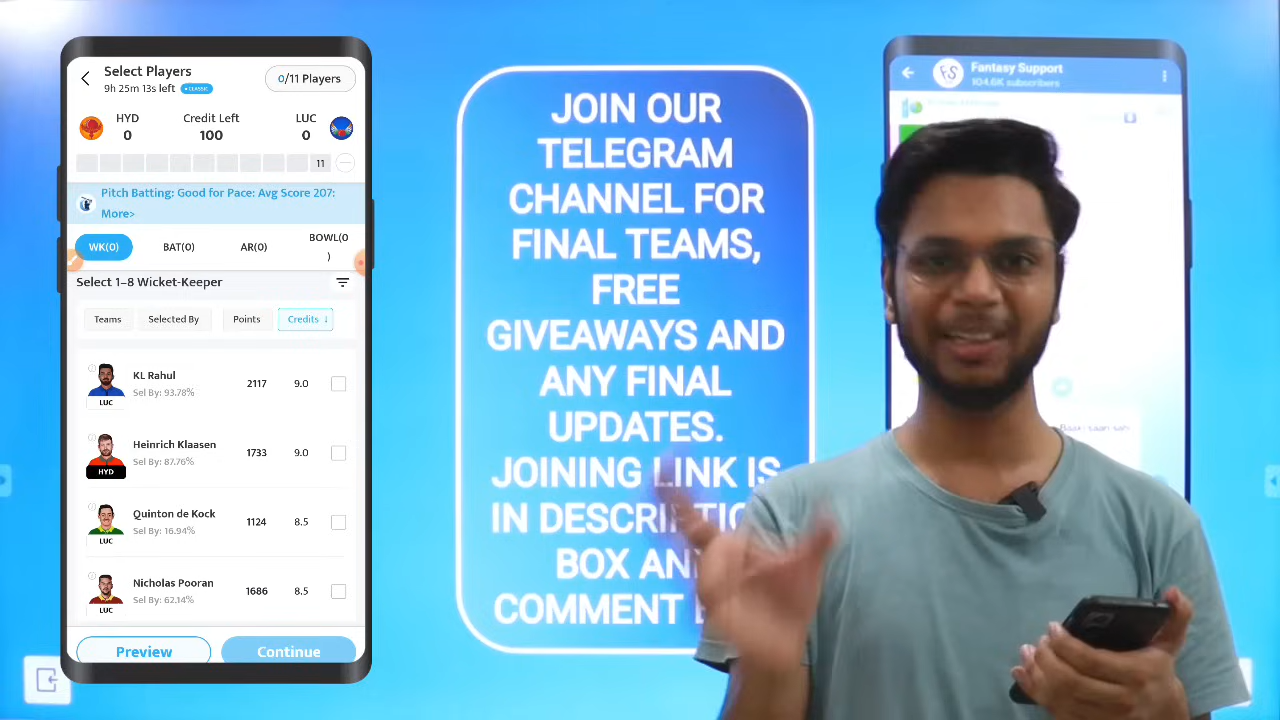 Select Players
9h 25m 13s left
CLASSIC
0/11 Players
HYD
0
Credit Left
100
LUC
0
11
Pitch Batting: Good for Pace: Avg Score 207:
More>
WK(0)
BAT(0)
AR(0)
BOWL(0
)
Select 1-8 Wicket-Keeper
Teams
Selected By
Points
Credits ↓
KL Rahul
Sel By: 93.78%
2117
9.0
LUC
Heinrich Klaasen
Sel By: 87.76%
1733
9.0
HYD
Quinton de Kock
Sel By: 16.94%
1124
8.5
LUC
Nicholas Pooran
Sel By: 62.14%
1686
8.5
LUC
Preview
Continue
JOIN OUR
TELEGRAM
CHANNEL FOR
FINAL TEAMS,
FREE
GIVEAWAYS AND
ANY FINAL
UPDATES.
JOINING LINK IS
IN
BOX
COMMENT
FS
Fantasy Support
104.6K subscribers